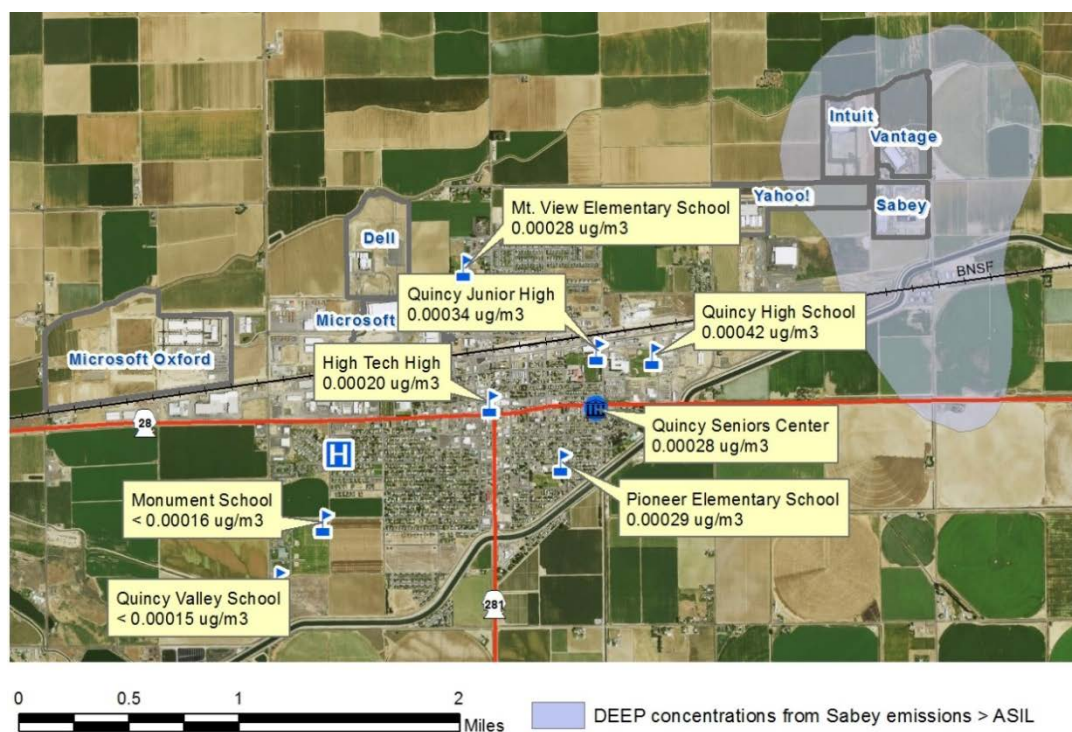 Intuit
Vantage
Mt. View Elementary School
0.00028 ug/m3
Yahoo!
Sabey
Dell
BNSF
Quincy Junior High
0.00034 ug/m3
Quincy High School
0.00042 ug/m3
Microsoft
Microsoft Oxford
High Tech High
0.00020 ug/m3
28
H
Quincy Seniors Center
0.00028 ug/m3
Monument School
< 0.00016 ug/m3
Pioneer Elementary School
0.00029 ug/m3
Quincy Valley School
< 0.00015 ug/m3
281
0 0.5 1 2
Miles
DEEP concentrations from Sabey emissions > ASIL